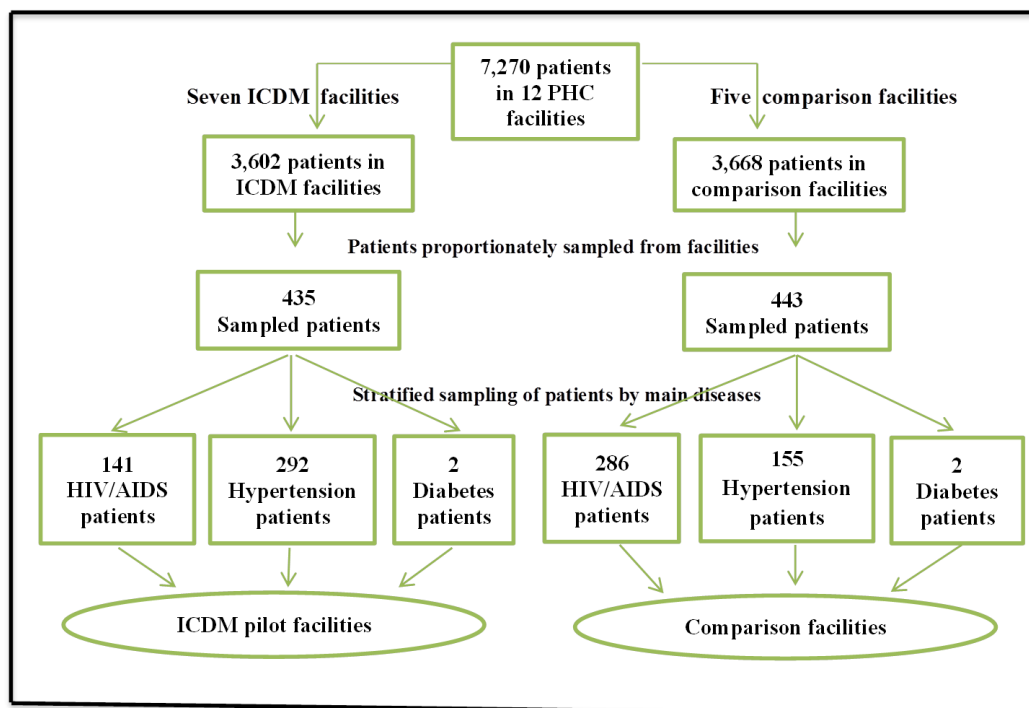 7,270 patients
in 12 PHC
facilities
Seven ICDM facilities
Five comparison facilities
3,602 patients in
ICDM facilities
3,668 patients in
comparison facilities
Patients proportionately sampled from facilities
435
Sampled patients
443
Sampled patients
Stratified sampling of patients by main diseases
141
HIV/AIDS
patients
292
Hypertension
patients
2
Diabetes
patients
286
HIV/AIDS
patients
155
Hypertension
patients
2
Diabetes
patients
ICDM pilot facilities
Comparison facilities